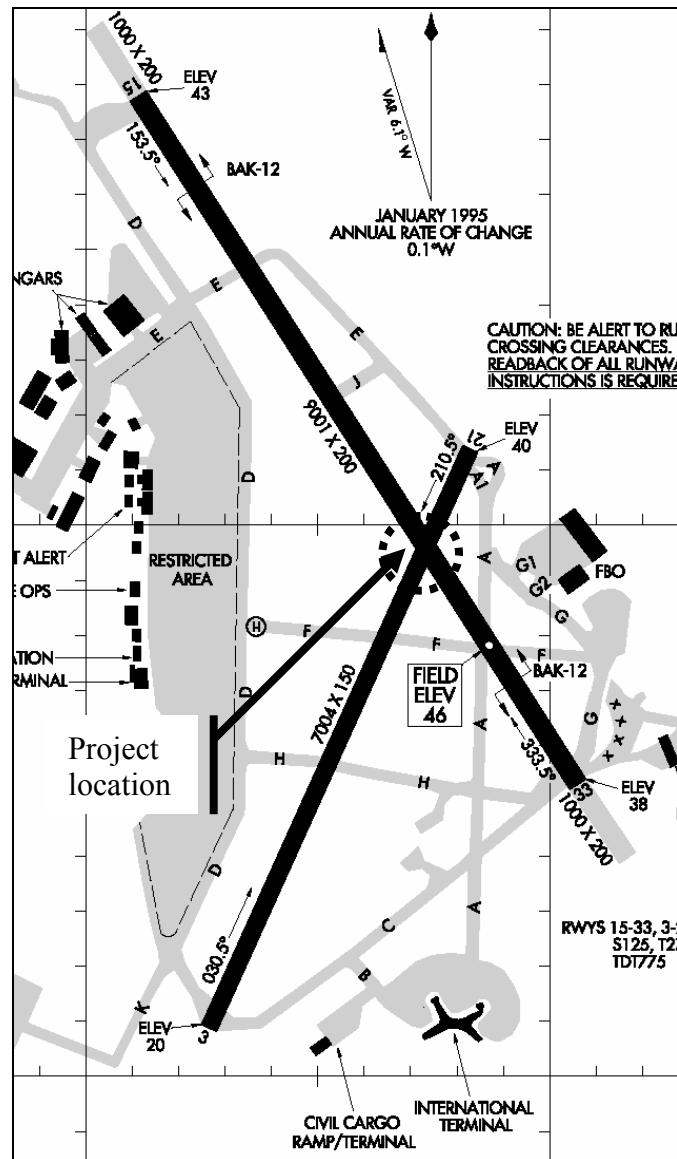 1000 X 200
15
ELEV
43
153.5°
BAK-12
VAR 6.1° W
JANUARY 1995
ANNUAL RATE OF CHANGE
0.1°W
D
E
E
E
J
NGARS
CAUTION: BE ALERT TO RU
CROSSING CLEARANCES.
READBACK OF ALL RUNWA
INSTRUCTIONS IS REQUIRE
9001 X 200
21
ELEV
40
210.5°
A
A1
D
T ALERT
RESTRICTED
AREA
E OPS
A
G1
G2
G
FBO
H
F
F
F
ATION
TERMINAL
D
FIELD
ELEV
46
BAK-12
A
G
X X X X
7004 X 150
333.5°
Project
location
H
H
33
ELEV
38
1000 X 200
D
030.5°
A
C
B
RWYS 15-33, 3-
S125, T2
TDT775
K
ELEV
20
3
CIVIL CARGO
RAMP/TERMINAL
INTERNATIONAL
TERMINAL